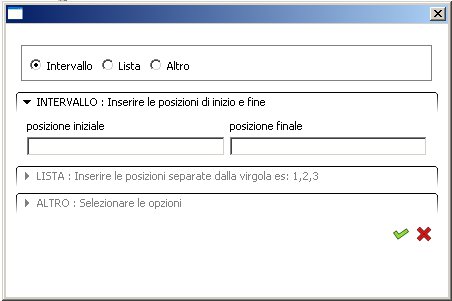 Intervallo Lista Altro
INTERVALLO : Inserire le posizioni di inizio e fine
posizione iniziale posizione finale
LISTA : Inserire le posizioni separate dalla virgola es: 1,2,3
ALTRO : Selezionare le opzioni